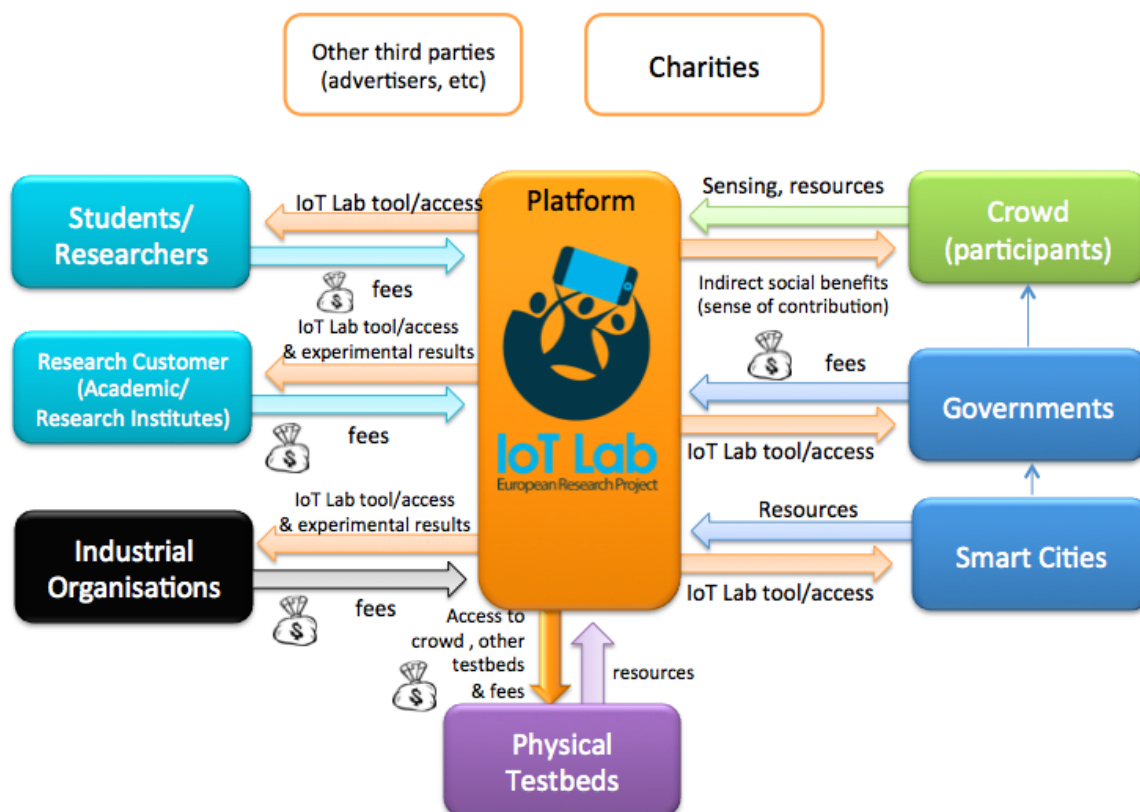 Other third parties
(advertisers, etc)
Charities
Students/
Researchers
IoT Lab tool/access
$
fees
Platform
Sensing, resources
Crowd
(participants)
Indirect social benefits
(sense of contribution)
Research Customer
(Academic/
Research Institutes)
IoT Lab tool/access
& experimental results
$
fees
$
fees
Governments
IoT Lab tool/access
IoT Lab
European Research Project
Industrial
Organisations
IoT Lab tool/access
& experimental results
$
fees
Resources
Smart Cities
IoT Lab tool/access
Access to
crowd , other
testbeds
& fees
$
resources
Physical
Testbeds